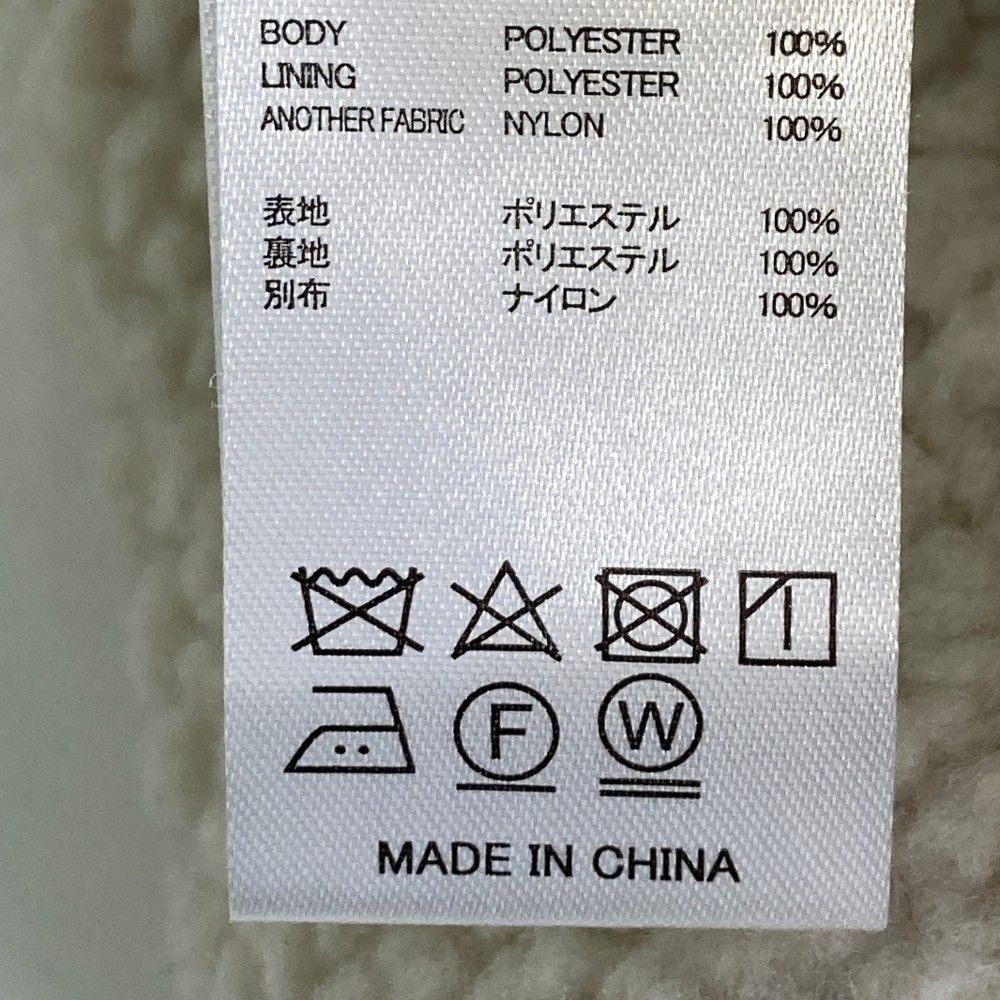 BODY POLYESTER 100%
LINING POLYESTER 100%
ANOTHER FABRIC NYLON 100%
表地 ポリエステル 100%
裏地 ポリエステル 100%
別布 ナイロン 100%
F W
MADE IN CHINA